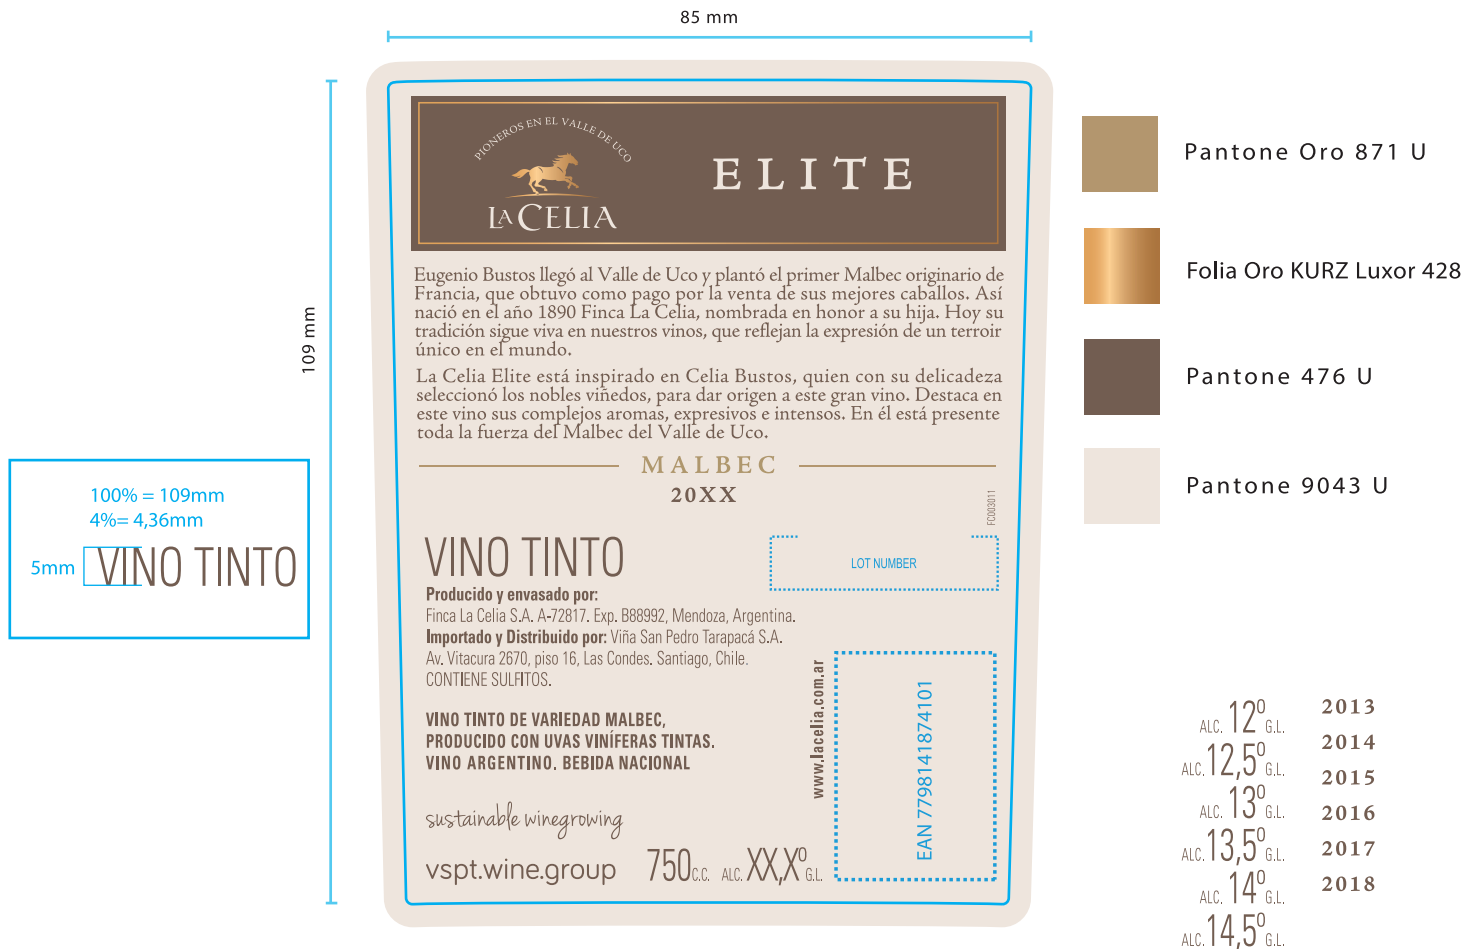 85 mm
109 mm
PIONEROS EN EL VALLE DE UCO
LA CELIA
ELITE
Eugenio Bustos llegó al Valle de Uco y plantó el primer Malbec originario de
Francia, que obtuvo como pago por la venta de sus mejores caballos. Así
nació en el año 1890 Finca La Celia, nombrada en honor a su hija. Hoy su
tradición sigue viva en nuestros vinos, que reflejan la expresión de un terroir
único en el mundo.
La Celia Elite está inspirado en Celia Bustos, quien con su delicadeza
seleccionó los nobles viñedos, para dar origen a este gran vino. Destaca en
este vino sus complejos aromas, expresivos e intensos. En él está presente
toda la fuerza del Malbec del Valle de Uco.
MALBEC
20XX
FC003011
VINO TINTO
LOT NUMBER
Producido y envasado por:
Finca La Celia S.A. A-72817. Exp. B88992, Mendoza, Argentina.
Importado y Distribuido por: Viña San Pedro Tarapacá S.A.
Av. Vitacura 2670, piso 16, Las Condes. Santiago, Chile.
CONTIENE SULFITOS.
VINO TINTO DE VARIEDAD MALBEC,
PRODUCIDO CON UVAS VINÍFERAS TINTAS.
VINO ARGENTINO. BEBIDA NACIONAL
sustainable winegrowing
vspt.wine.group
750 C.C. ALC. XX,Xº G.L.
www.lacelia.com.ar
EAN 7798141874101
100% = 109mm
4%= 4,36mm
5mm
VINO TINTO
Pantone Oro 871 U
Folia Oro KURZ Luxor 428
Pantone 476 U
Pantone 9043 U
ALC. 12º G.L.
ALC. 12,5º G.L.
ALC. 13º G.L.
ALC. 13,5º G.L.
ALC. 14º G.L.
ALC. 14,5º G.L.
2013
2014
2015
2016
2017
2018